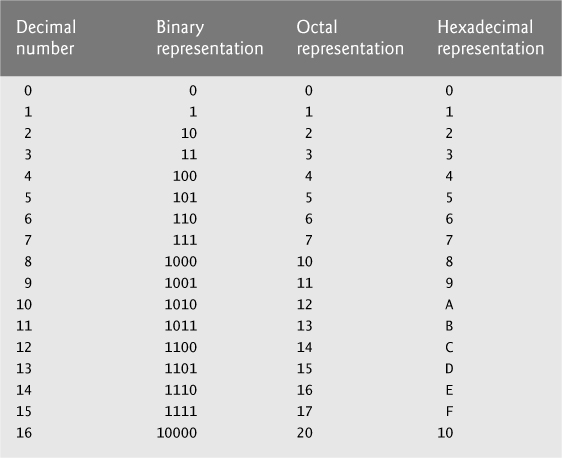 Decimal number Binary representation Octal representation Hexadecimal representation
0 0 0 0
1 1 1 1
2 10 2 2
3 11 3 3
4 100 4 4
5 101 5 5
6 110 6 6
7 111 7 7
8 1000 10 8
9 1001 11 9
10 1010 12 A
11 1011 13 B
12 1100 14 C
13 1101 15 D
14 1110 16 E
15 1111 17 F
16 10000 20 10